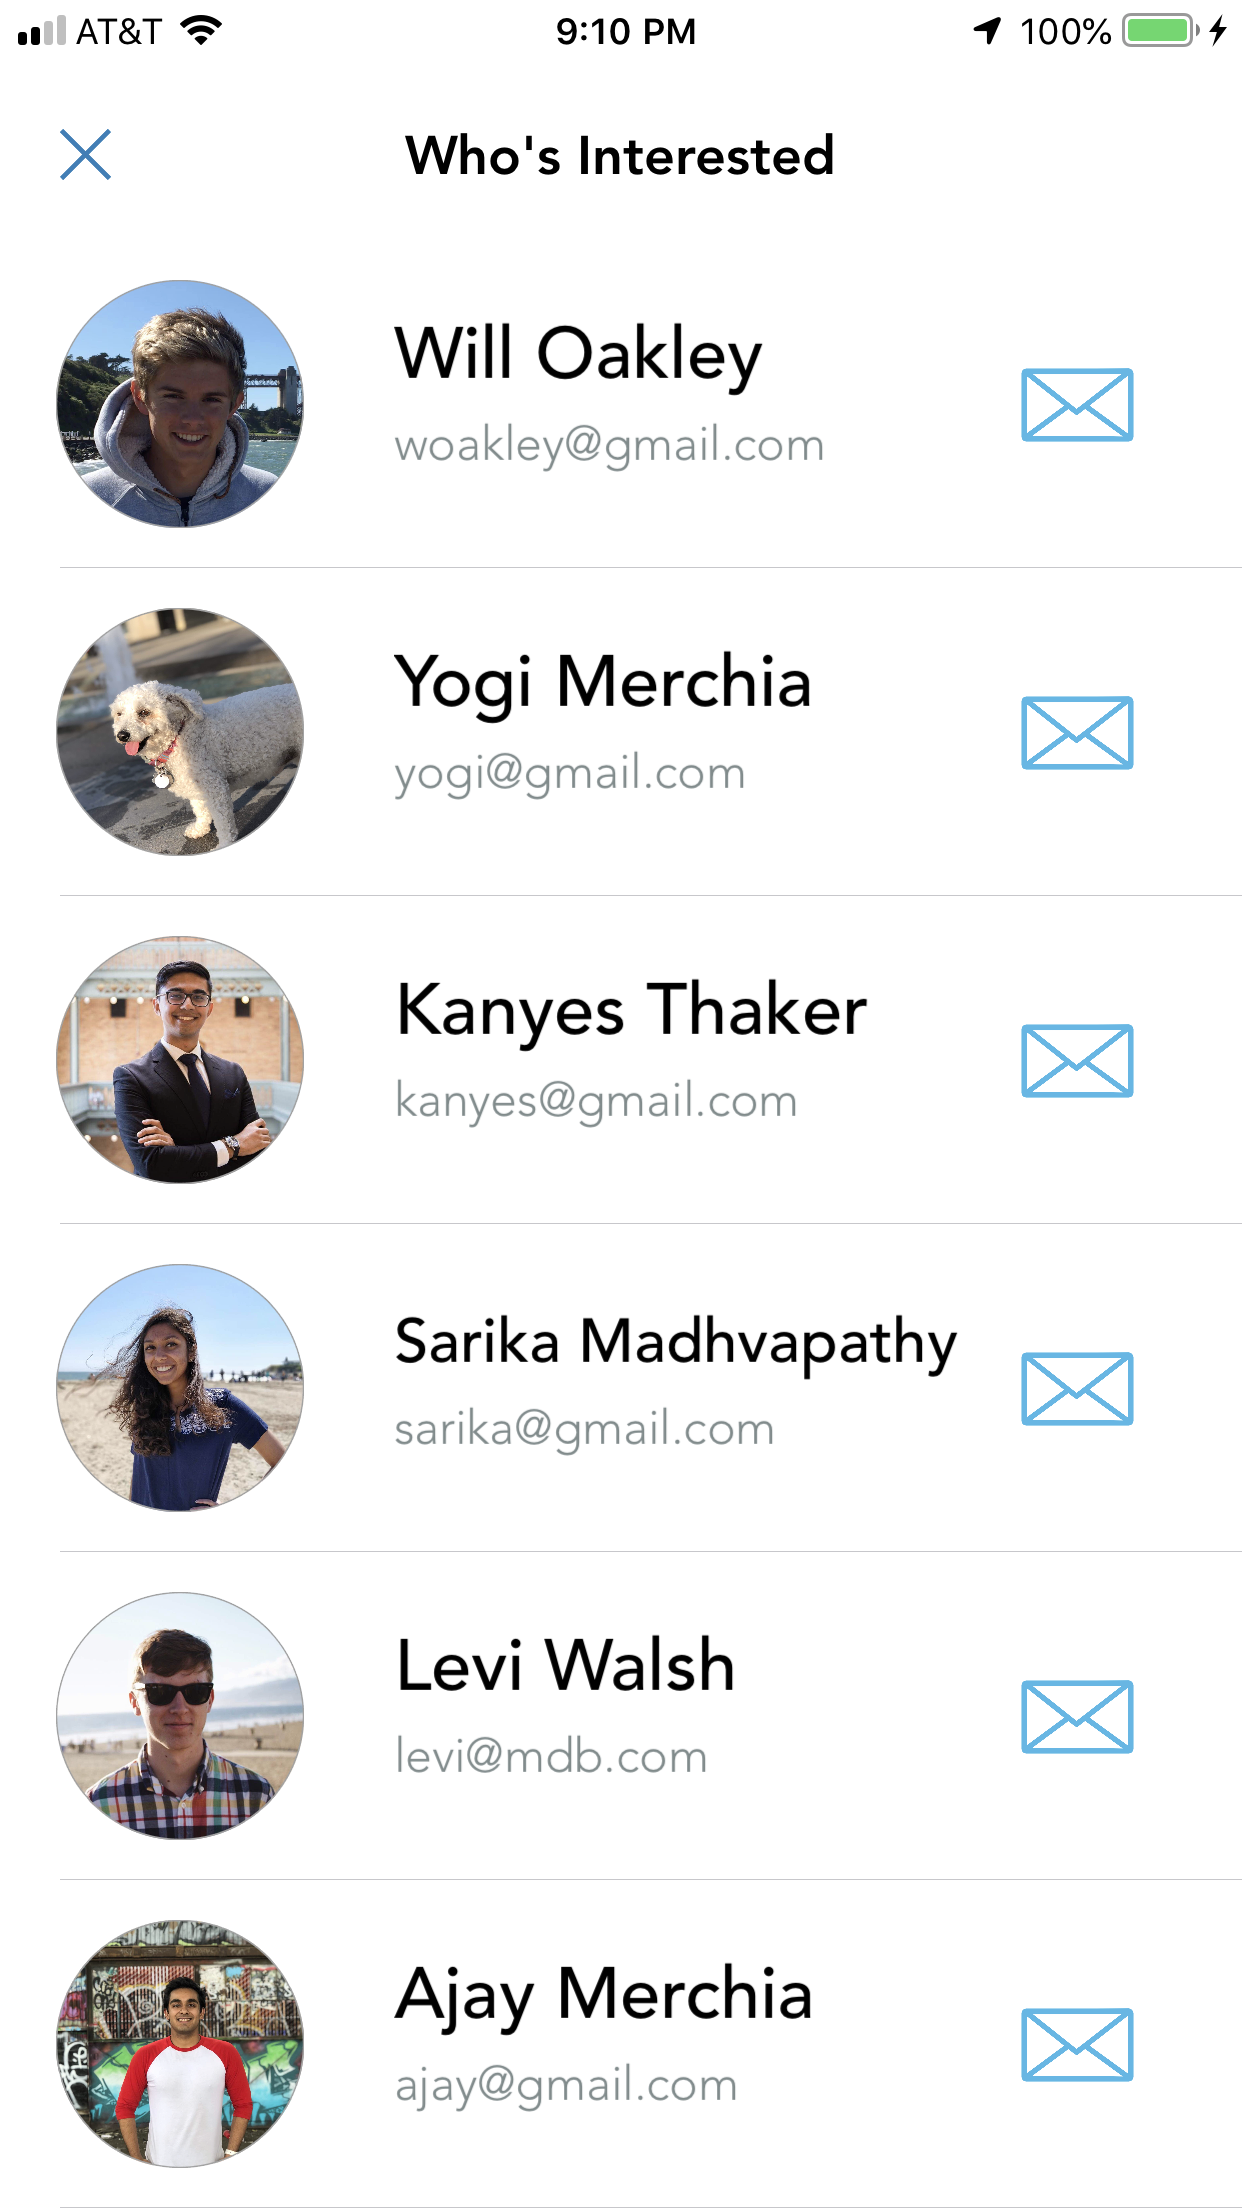 AT&T 9:10 PM 100%
Who's Interested
Will Oakley
woakley@gmail.com
Yogi Merchia
yogi@gmail.com
Kanyes Thaker
kanyes@gmail.com
Sarika Madhvapathy
sarika@gmail.com
Levi Walsh
levi@mdb.com
Ajay Merchia
ajay@gmail.com